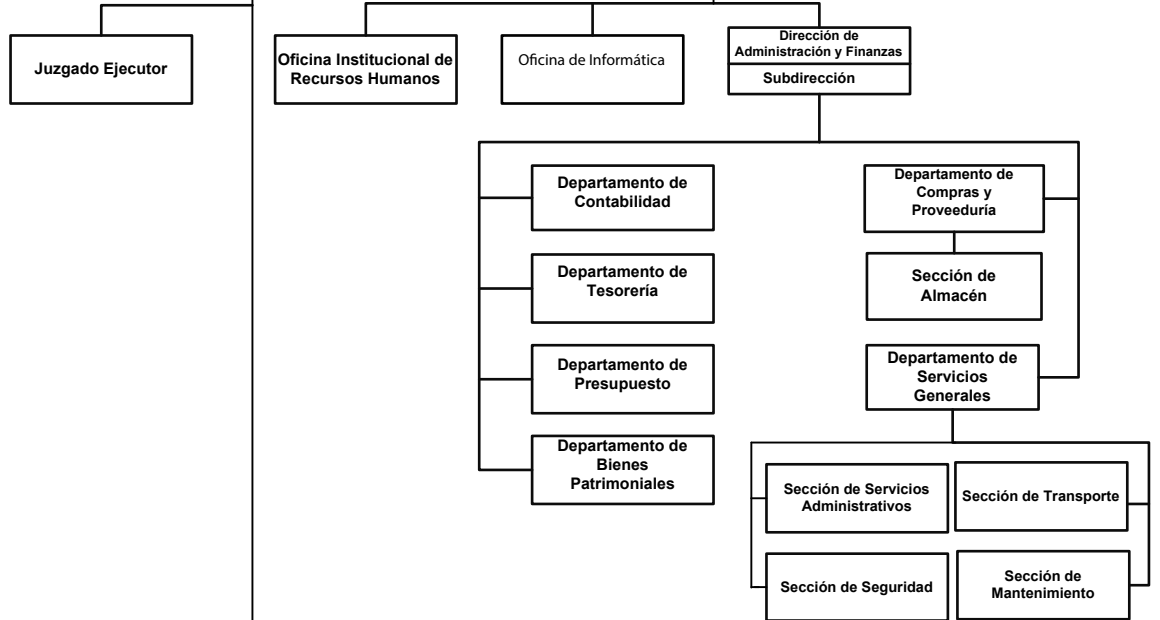 Juzgado Ejecutor
Oficina Institucional de
Recursos Humanos
Oficina de Informática
Dirección de
Administración y Finanzas
Subdirección
Departamento de
Contabilidad
Departamento de
Compras y
Proveeduría
Departamento de
Tesorería
Sección de
Almacén
Departamento de
Presupuesto
Departamento de
Servicios
Generales
Departamento de
Bienes
Patrimoniales
Sección de Servicios
Administrativos
Sección de Transporte
Sección de Seguridad
Sección de
Mantenimiento